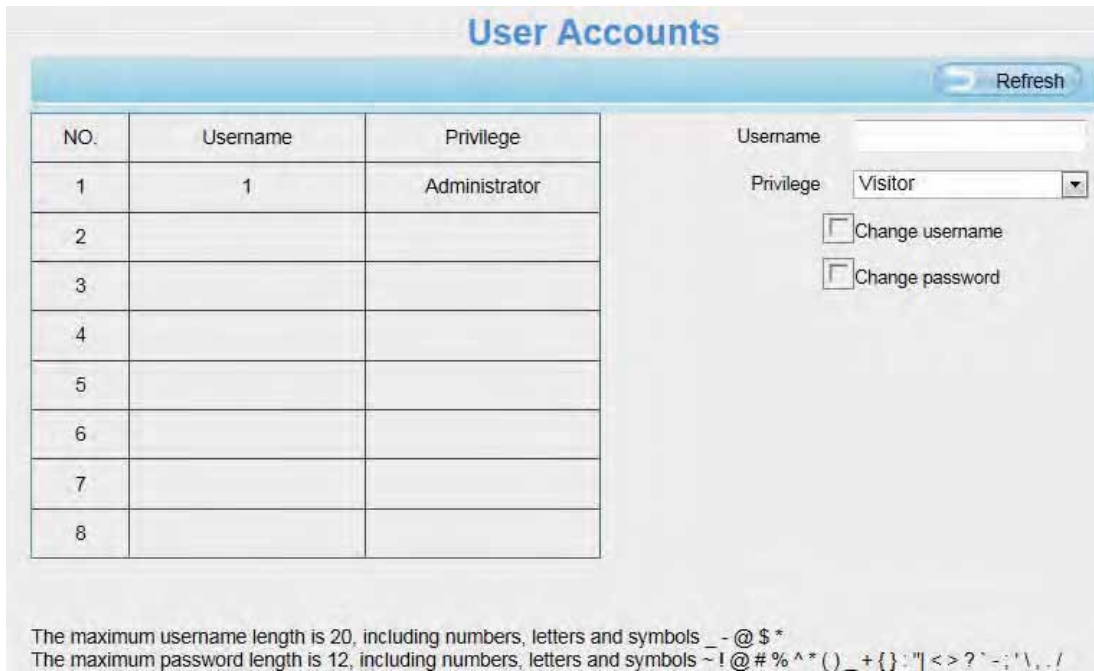 User Accounts
Refresh
NO. Username Privilege
1 1 Administrator
2
3
4
5
6
7
8
Username
Privilege Visitor
Change username
Change password
The maximum username length is 20, including numbers, letters and symbols _ - @ $ *
The maximum password length is 12, including numbers, letters and symbols ~ ! @ # % ^ * ( ) _ + { } : "| < > ? ` - ; ' \ , . /